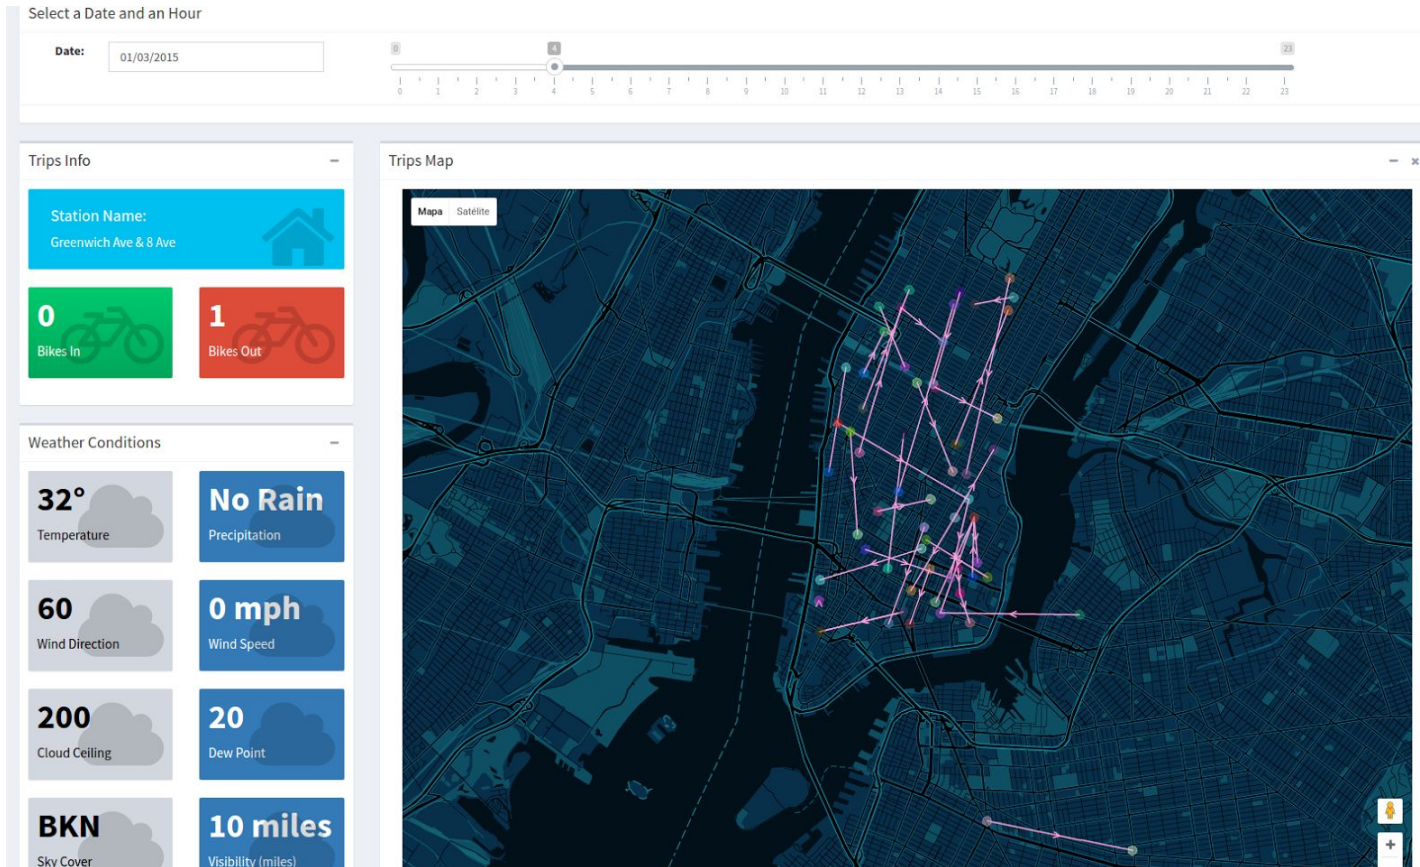 Select a Date and an Hour
Date:
01/03/2015
0
4
23
0 1 2 3 4 5 6 7 8 9 10 11 12 13 14 15 16 17 18 19 20 21 22 23
Trips Info
Station Name:
Greenwich Ave & 8 Ave
0
Bikes In
1
Bikes Out
Weather Conditions
32°
Temperature
No Rain
Precipitation
60
Wind Direction
0 mph
Wind Speed
200
Cloud Ceiling
20
Dew Point
BKN
Sky Cover
10 miles
Visibility (miles)
Trips Map
Mapa Satélite